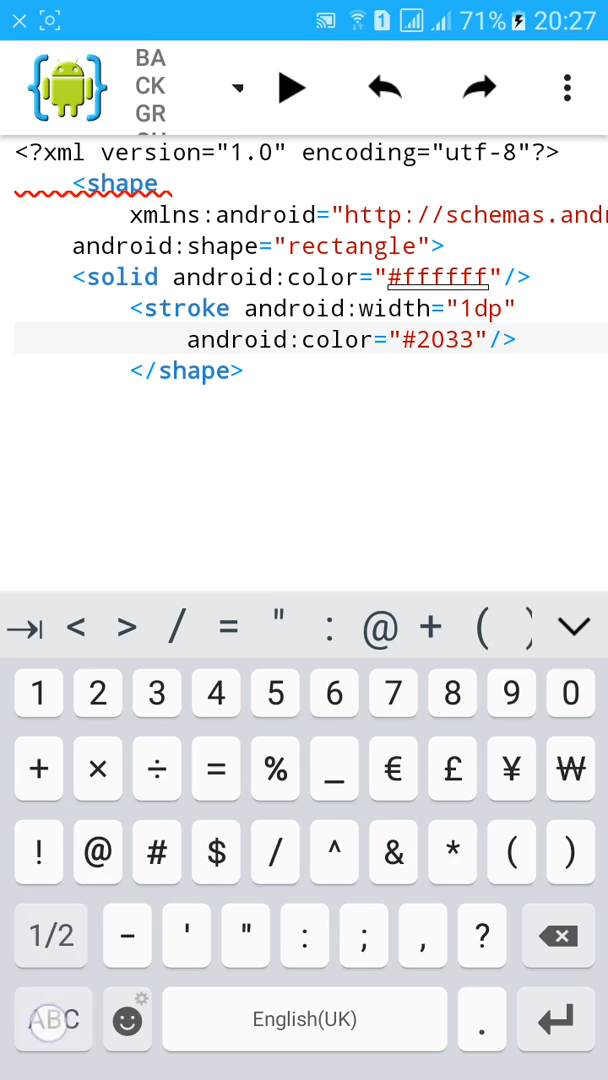 71% 20:27
BA
CK
GR
<?xml version="1.0" encoding="utf-8"?>
<shape
xmlns:android="http://schemas.andr
android:shape="rectangle">
<solid android:color="#ffffff"/>
<stroke android:width="1dp"
android:color="#2033"/>
</shape>
< > / = " : @ + ( )
1 2 3 4 5 6 7 8 9 0
+ × ÷ = % _ € £ ¥ ₩
! @ # $ / ^ & * ( )
1/2 - ' " : ; , ?
ABC English(UK) .